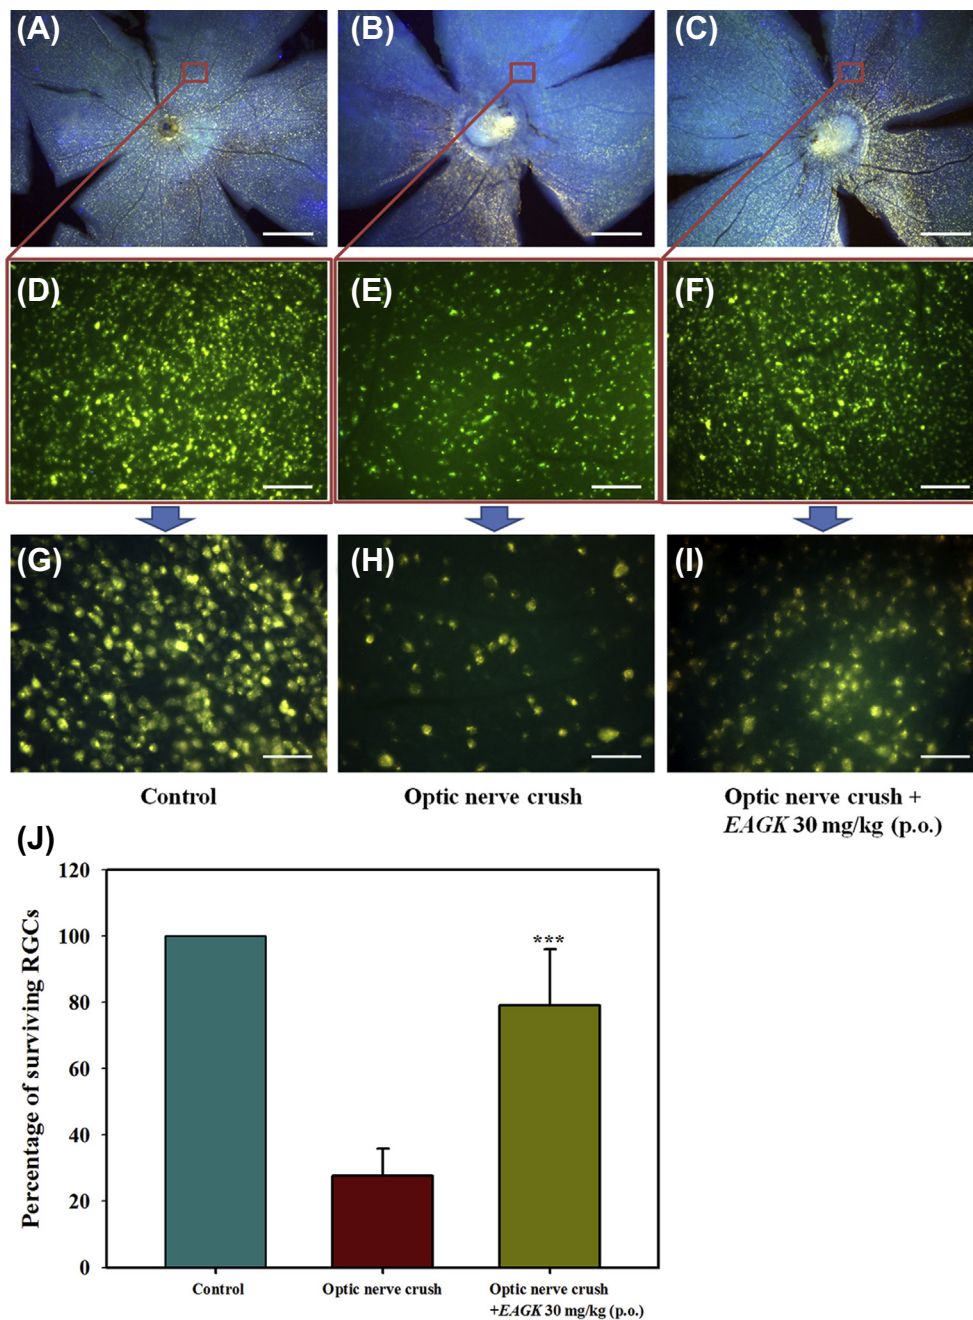 (A)
(B)
(C)
(D)
(E)
(F)
(G)
(H)
(I)
Control
Optic nerve crush
Optic nerve crush +
EAGK 30 mg/kg (p.o.)
(J)
Percentage of surviving RGCs
120
100
80
60
40
20
0
***
Control
Optic nerve crush
Optic nerve crush
+EAGK 30 mg/kg (p.o.)